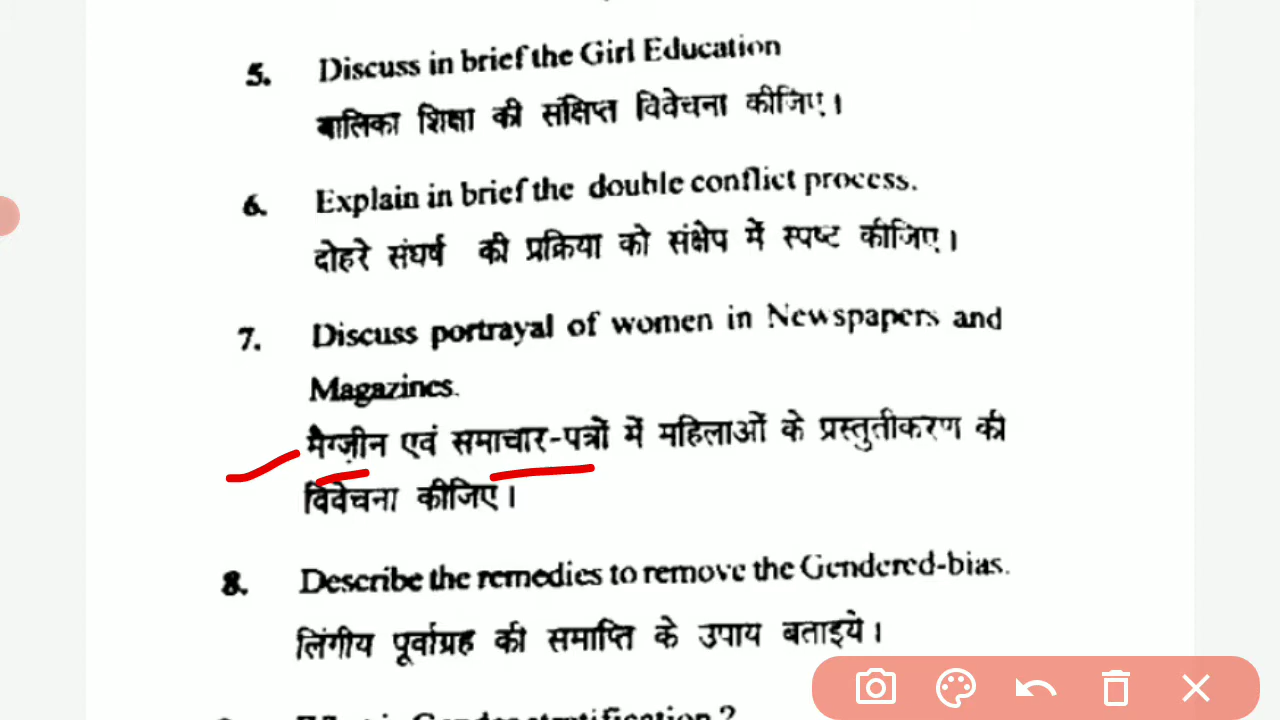 5. Discuss in brief the Girl Education
बालिका शिक्षा की संक्षिप्त विवेचना कीजिए।
6. Explain in brief the double conflict process.
दोहरे संघर्ष की प्रक्रिया को संक्षेप में स्पष्ट कीजिए।
7. Discuss portrayal of women in Newspapers and
Magazines.
मैग्ज़ीन एवं समाचार-पत्रों में महिलाओं के प्रस्तुतीकरण की
विवेचना कीजिए।
8. Describe the remedies to remove the Gendered-bias.
लिंगीय पूर्वाग्रह की समाप्ति के उपाय बताइये।
Gender stratification ?